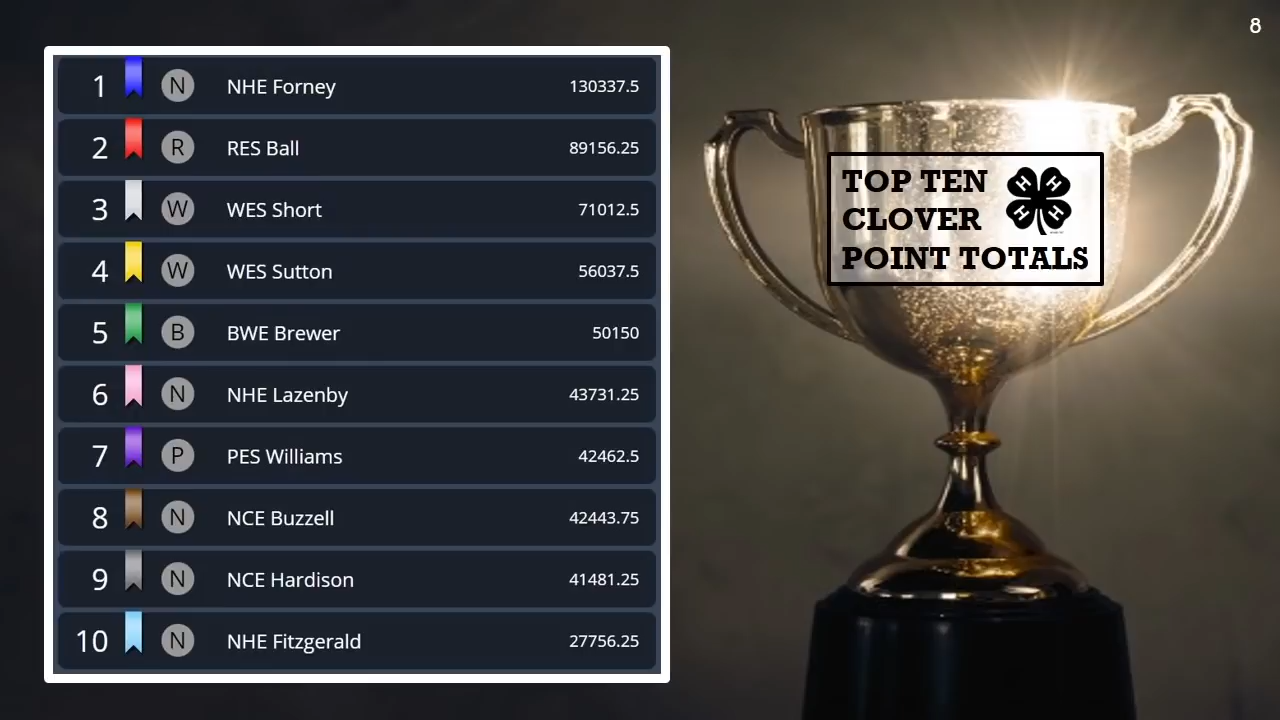 8
1 N NHE Forney 130337.5
2 R RES Ball 89156.25
3 W WES Short 71012.5
4 W WES Sutton 56037.5
5 B BWE Brewer 50150
6 N NHE Lazenby 43731.25
7 P PES Williams 42462.5
8 N NCE Buzzell 42443.75
9 N NCE Hardison 41481.25
10 N NHE Fitzgerald 27756.25
TOP TEN
CLOVER
POINT TOTALS
H H
H H